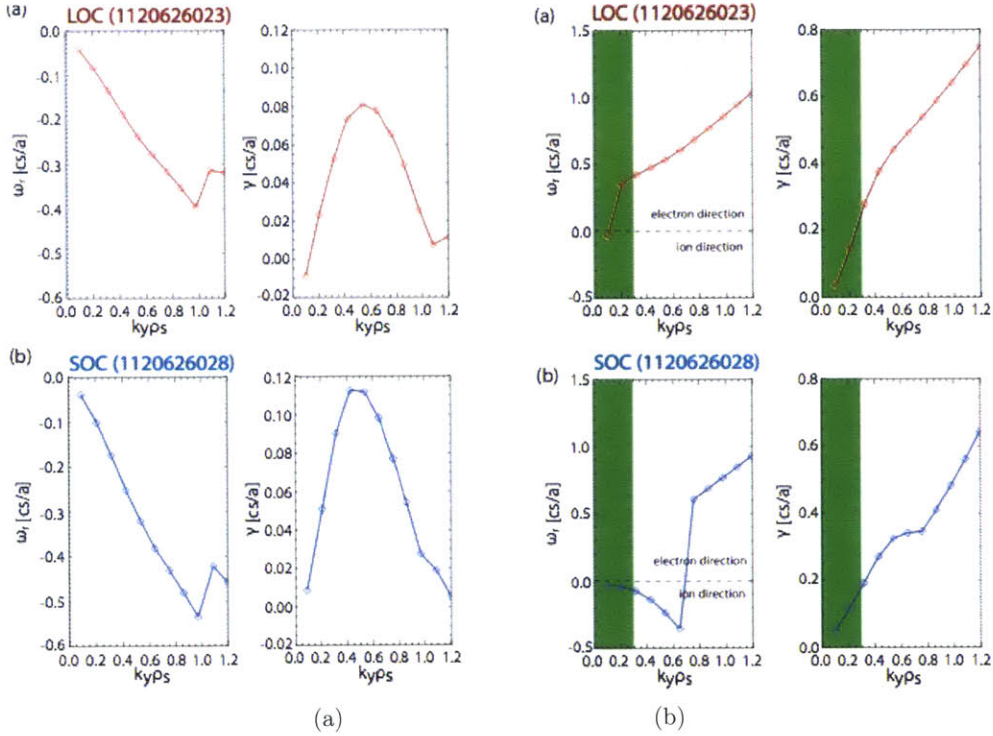 (a) LOC (1120626023)
0.0
-0.1
-0.2
-0.3
-0.4
-0.5
-0.6
ωr [cs/a]
0.0 0.2 0.4 0.6 0.8 1.0 1.2
kyρs
0.12
0.10
0.08
0.06
0.04
0.02
0.00
-0.02
γ [cs/a]
0.0 0.2 0.4 0.6 0.8 1.0 1.2
kyρs
(b) SOC (1120626028)
0.0
-0.1
-0.2
-0.3
-0.4
-0.5
-0.6
ωr [cs/a]
0.0 0.2 0.4 0.6 0.8 1.0 1.2
kyρs
0.12
0.10
0.08
0.06
0.04
0.02
0.00
0.02
γ [cs/a]
0.0 0.2 0.4 0.6 0.8 1.0 1.2
kyρs
(a)
(a) LOC (1120626023)
1.5
1.0
0.5
0.0
-0.5
ωr [cs/a]
electron direction
ion direction
0.0 0.2 0.4 0.6 0.8 1.0 1.2
kyρs
0.8
0.6
0.4
0.2
0.0
γ [cs/a]
0.0 0.2 0.4 0.6 0.8 1.0 1.2
kyρs
(b) SOC (1120626028)
1.5
1.0
0.5
0.0
-0.5
ωr [cs/a]
electron direction
ion direction
0.0 0.2 0.4 0.6 0.8 1.0 1.2
kyρs
0.8
0.6
0.4
0.2
0.0
γ [cs/a]
0.0 0.2 0.4 0.6 0.8 1.0 1.2
kyρs
(b)